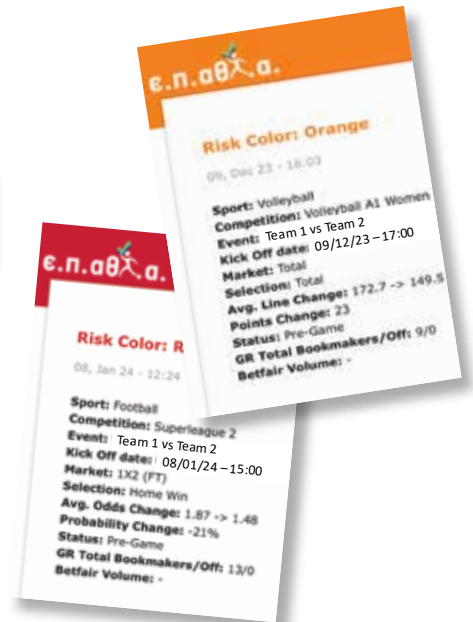 ε.π.αθλ.α.
Risk Color: Orange
09, Dec 23 - 16:03
Sport: Volleyball
Competition: Volleyball A1 Women
Event: Team 1 vs Team 2
Kick Off date: 09/12/23 – 17:00
Market: Total
Selection: Total
Avg. Line Change: 172.7 -> 149.5
Points Change: 23
Status: Pre-Game
GR Total Bookmakers/Off: 9/0
Betfair Volume: -
ε.π.αθλ.α.
Risk Color: R
08, Jan 24 - 12:24
Sport: Football
Competition: Superleague 2
Event: Team 1 vs Team 2
Kick Off date: 08/01/24 – 15:00
Market: 1X2 (FT)
Selection: Home Win
Avg. Odds Change: 1.87 -> 1.48
Probability Change: -21%
Status: Pre-Game
GR Total Bookmakers/Off: 13/0
Betfair Volume: -